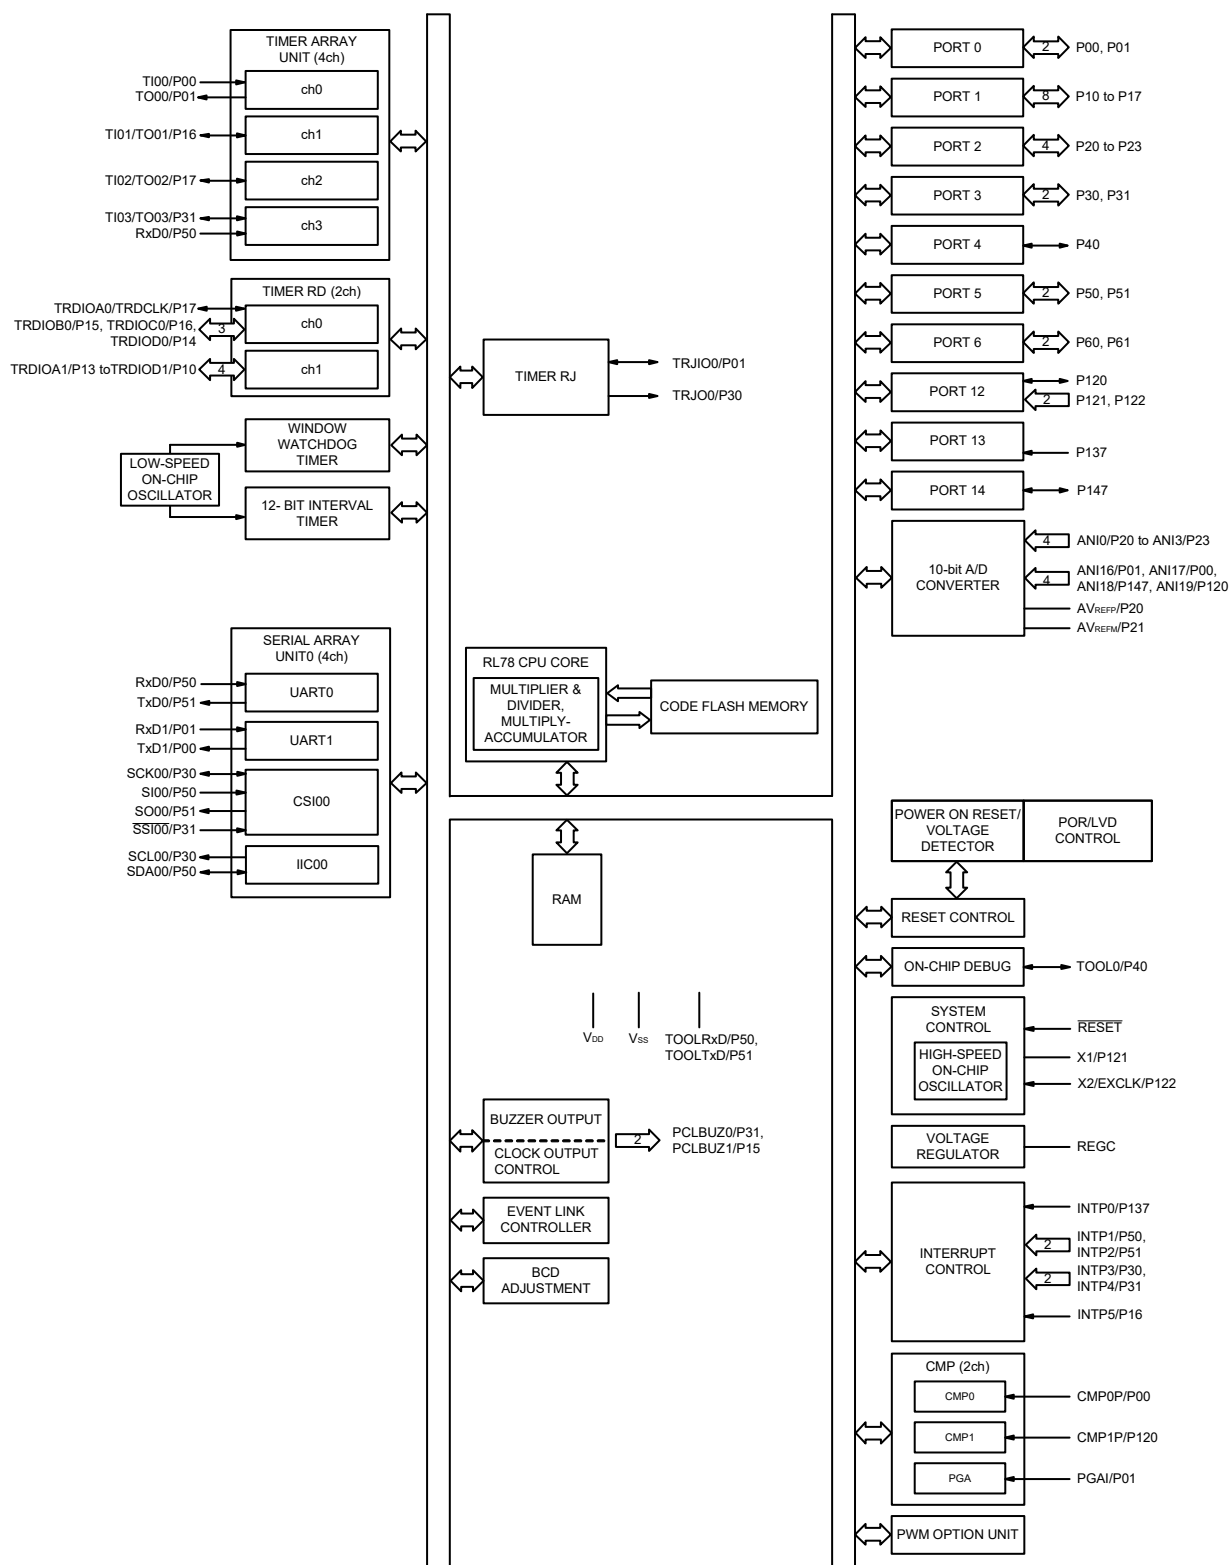 TIMER ARRAY
UNIT (4ch)
TI00/P00
TO00/P01
ch0
TI01/TO01/P16
ch1
TI02/TO02/P17
ch2
TI03/TO03/P31
RxD0/P50
ch3
TIMER RD (2ch)
TRDIOA0/TRDCLK/P17
TRDIOB0/P15, TRDIOC0/P16,
TRDIOD0/P14
3
ch0
TRDIOA1/P13 toTRDIOD1/P10
4
ch1
WINDOW
WATCHDOG
TIMER
LOW-SPEED
ON-CHIP
OSCILLATOR
12- BIT INTERVAL
TIMER
SERIAL ARRAY
UNIT0 (4ch)
RxD0/P50
TxD0/P51
UART0
RxD1/P01
TxD1/P00
UART1
SCK00/P30
SI00/P50
SO00/P51
SSI00/P31
CSI00
SCL00/P30
SDA00/P50
IIC00
TIMER RJ
TRJIO0/P01
TRJO0/P30
RL78 CPU CORE
MULTIPLIER &
DIVIDER,
MULTIPLY-
ACCUMULATOR
CODE FLASH MEMORY
RAM
VDD
VSS
TOOLRxD/P50,
TOOLTxD/P51
BUZZER OUTPUT
CLOCK OUTPUT
CONTROL
2
PCLBUZ0/P31,
PCLBUZ1/P15
EVENT LINK
CONTROLLER
BCD
ADJUSTMENT
PORT 0
2
P00, P01
PORT 1
8
P10 to P17
PORT 2
4
P20 to P23
PORT 3
2
P30, P31
PORT 4
P40
PORT 5
2
P50, P51
PORT 6
2
P60, P61
PORT 12
P120
2
P121, P122
PORT 13
P137
PORT 14
P147
10-bit A/D
CONVERTER
4
ANI0/P20 to ANI3/P23
4
ANI16/P01, ANI17/P00,
ANI18/P147, ANI19/P120
AVREFP/P20
AVREFM/P21
POWER ON RESET/
VOLTAGE
DETECTOR
POR/LVD
CONTROL
RESET CONTROL
ON-CHIP DEBUG
TOOL0/P40
SYSTEM
CONTROL
HIGH-SPEED
ON-CHIP
OSCILLATOR
RESET
X1/P121
X2/EXCLK/P122
VOLTAGE
REGULATOR
REGC
INTERRUPT
CONTROL
INTP0/P137
2
INTP1/P50,
INTP2/P51
2
INTP3/P30,
INTP4/P31
INTP5/P16
CMP (2ch)
CMP0
CMP0P/P00
CMP1
CMP1P/P120
PGA
PGAI/P01
PWM OPTION UNIT